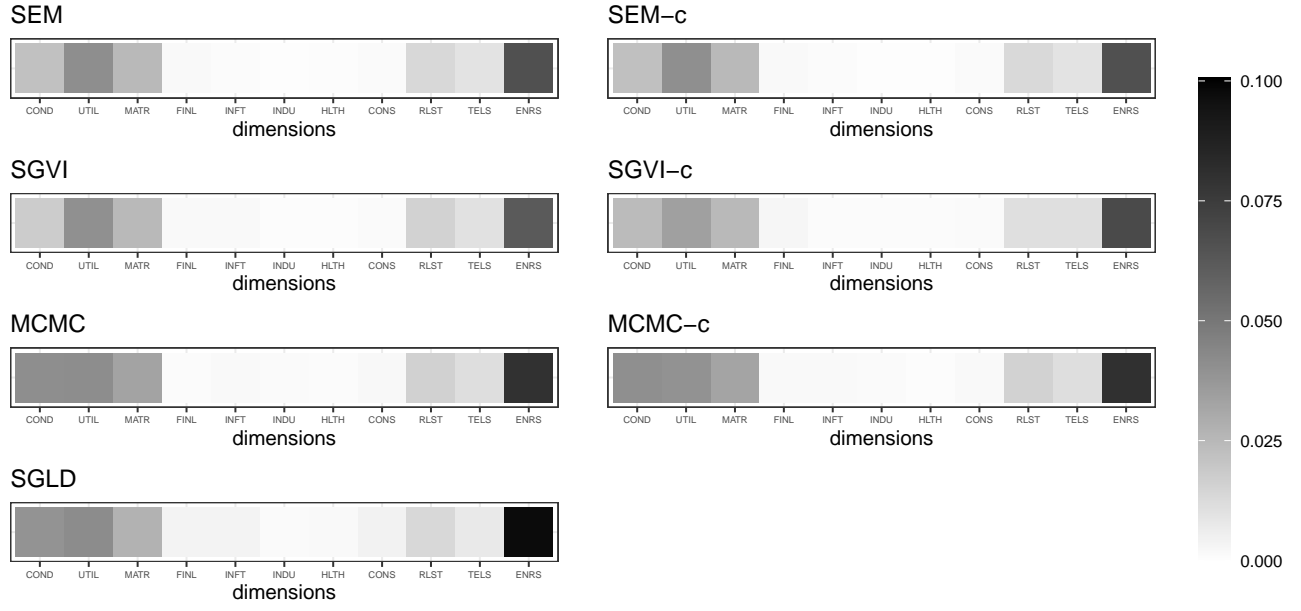 SEM
COND UTIL MATR FINL INFT INDU HLTH CONS RLST TELS ENRS
dimensions
SEM−c
COND UTIL MATR FINL INFT INDU HLTH CONS RLST TELS ENRS
dimensions
SGVI
COND UTIL MATR FINL INFT INDU HLTH CONS RLST TELS ENRS
dimensions
SGVI−c
COND UTIL MATR FINL INFT INDU HLTH CONS RLST TELS ENRS
dimensions
MCMC
COND UTIL MATR FINL INFT INDU HLTH CONS RLST TELS ENRS
dimensions
MCMC−c
COND UTIL MATR FINL INFT INDU HLTH CONS RLST TELS ENRS
dimensions
SGLD
COND UTIL MATR FINL INFT INDU HLTH CONS RLST TELS ENRS
dimensions
0.100
0.075
0.050
0.025
0.000